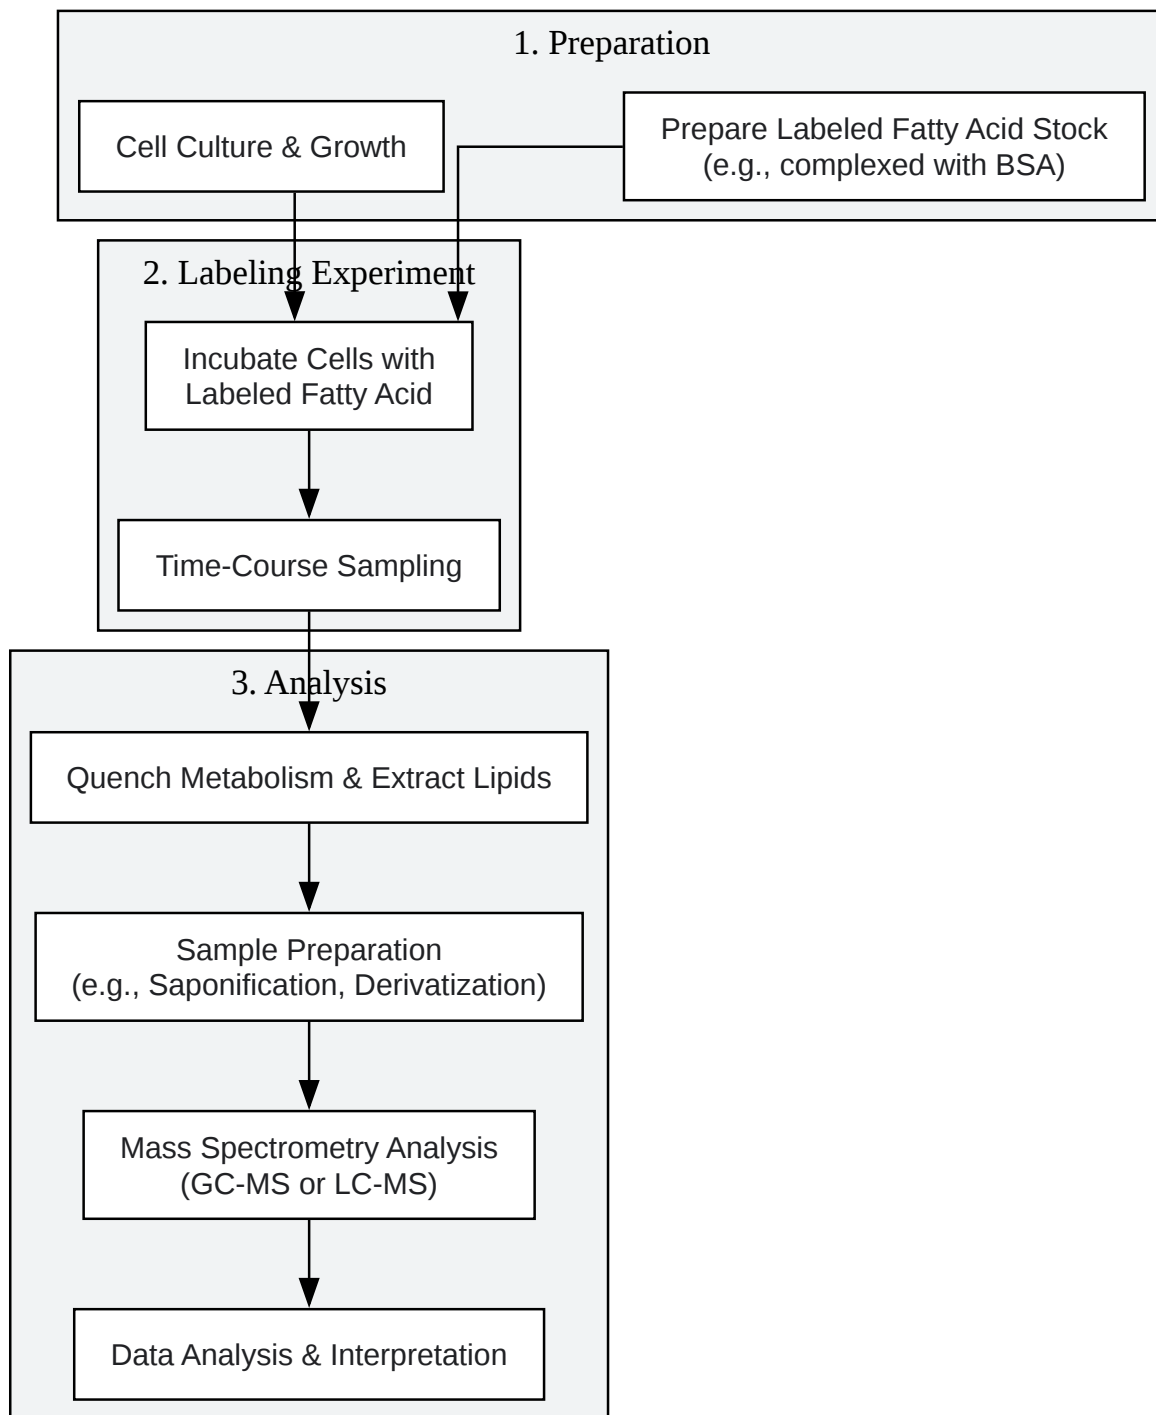 1. Preparation
Cell Culture & Growth
Prepare Labeled Fatty Acid Stock
(e.g., complexed with BSA)
2. Labeling Experiment
Incubate Cells with
Labeled Fatty Acid
Time-Course Sampling
3. Analysis
Quench Metabolism & Extract Lipids
Sample Preparation
(e.g., Saponification, Derivatization)
Mass Spectrometry Analysis
(GC-MS or LC-MS)
Data Analysis & Interpretation